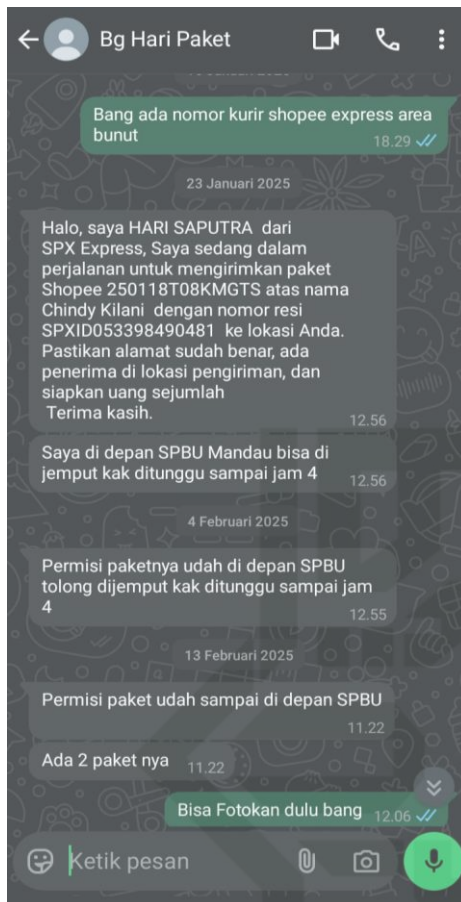 Bg Hari Paket
Bang ada nomor kurir shopee express area
bunut
18.29
23 Januari 2025
Halo, saya HARI SAPUTRA dari
SPX Express, Saya sedang dalam
perjalanan untuk mengirimkan paket
Shopee 250118T08KMGTS atas nama
Chindy Kilani dengan nomor resi
SPXID053398490481 ke lokasi Anda.
Pastikan alamat sudah benar, ada
penerima di lokasi pengiriman, dan
siapkan uang sejumlah
Terima kasih.
12.56
Saya di depan SPBU Mandau bisa di
jemput kak ditunggu sampai jam 4
12.56
4 Februari 2025
Permisi paketnya udah di depan SPBU
tolong dijemput kak ditunggu sampai jam
4
12.55
13 Februari 2025
Permisi paket udah sampai di depan SPBU
11.22
Ada 2 paket nya
11.22
Bisa Fotokan dulu bang
12.06
Ketik pesan